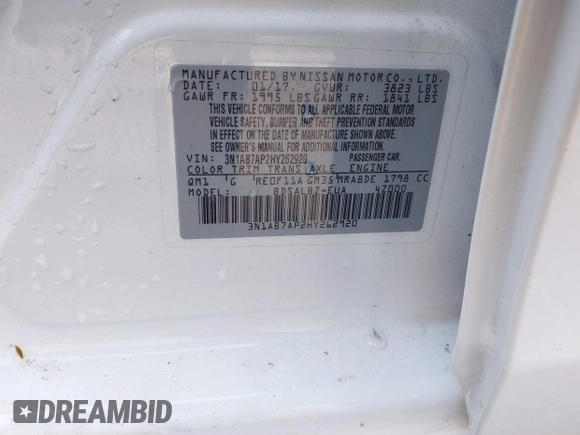 MANUFACTURED BY NISSAN MOTOR CO., LTD.
DATE: 01/17 GVWR: 3823 LBS
GAWR FR: 1995 LBS GAWR RR: 1841 LBS
THIS VEHICLE CONFORMS TO ALL APPLICABLE FEDERAL MOTOR
VEHICLE SAFETY, BUMPER AND THEFT PREVENTION STANDARDS
IN EFFECT ON THE DATE OF MANUFACTURE SHOWN ABOVE.
SEE OWNER'S MANUAL FOR ADDITIONAL INFORMATION.
VIN: 3N1AB7AP2HY262920 PASSENGER CAR
COLOR TRIM TRANS AXLE ENGINE
QM1 G RE0F11A GM35 MRA8DE 1798 CC
MODEL: BDSALBZ-EUA 4Z000
3N1AB7AP2HY262920
DREAMBID